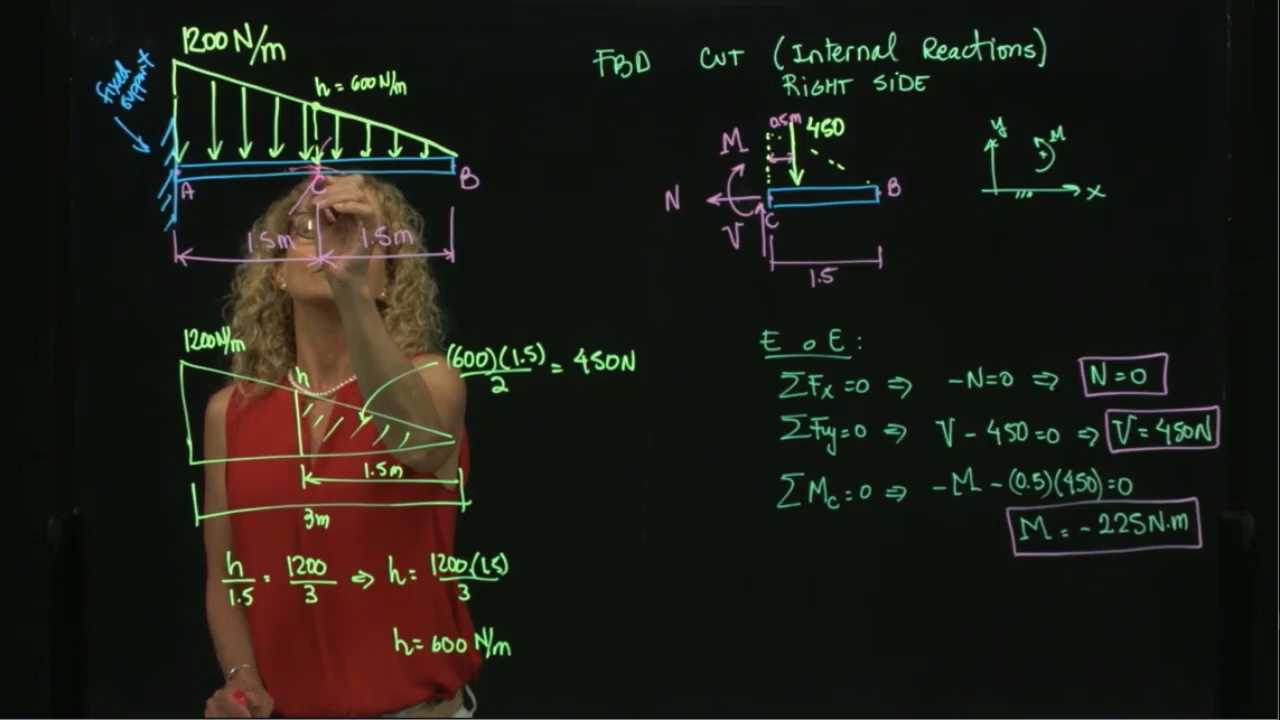 1200 N/m
fixed support
h = 600 N/m
A
C
B
1.5m
1.5m
1200 N/m
h
(600)(1.5)/2 = 450N
1.5m
3m
h/1.5 = 1200/3 ⇒ h = 1200.(1.5)/3
h = 600 N/m
FBD CUT (Internal Reactions)
RIGHT SIDE
0.5m
450
M
N
V
C
B
1.5
y
M
+
x
E o E:
ΣFx = 0 ⇒ -N=0 ⇒ N=0
ΣFy = 0 ⇒ V - 450 = 0 ⇒ V = 450N
ΣMc = 0 ⇒ -M - (0.5)(450) = 0
M = - 225N.m